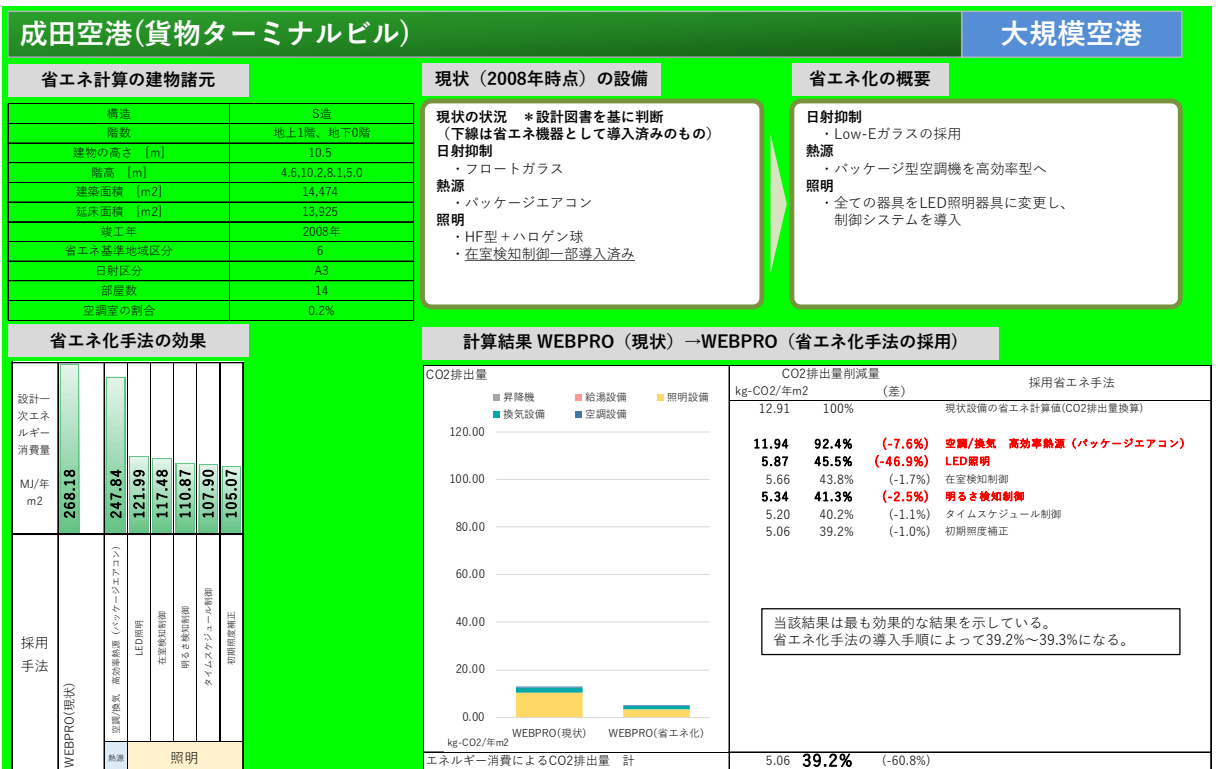 成田空港(貨物ターミナルビル)
大規模空港
省エネ計算の建物諸元
構造 S造
階数 地上1階、地下0階
建物の高さ [m] 10.5
階高 [m] 4.6,10.2,8.1,5.0
建築面積 [m2] 14,474
延床面積 [m2] 13,925
竣工年 2008年
省エネ基準地域区分 6
日射区分 A3
部屋数 14
空調室の割合 0.2%
現状（2008年時点）の設備
現状の状況 ＊設計図書を基に判断
（下線は省エネ機器として導入済みのもの）
日射抑制
・フロートガラス
熱源
・パッケージエアコン
照明
・HF型＋ハロゲン球
・在室検知制御一部導入済み
省エネ化の概要
日射抑制
・Low-Eガラスの採用
熱源
・パッケージ型空調機を高効率型へ
照明
・全ての器具をLED照明器具に変更し、
制御システムを導入
省エネ化手法の効果
設計一
次エネ
ルギー
消費量
MJ/年
m2
268.18
247.84
121.99
117.48
110.87
107.90
105.07
採用
手法
WEBPRO(現状)
空調/換気 高効率熱源（パッケージエアコン）
LED照明
在室検知制御
明るさ検知制御
タイムスケジュール制御
初期照度補正
熱源
照明
計算結果 WEBPRO（現状）→WEBPRO（省エネ化手法の採用）
CO2排出量
昇降機 給湯設備 照明設備
換気設備 空調設備
120.00
100.00
80.00
60.00
40.00
20.00
0.00
WEBPRO(現状) WEBPRO(省エネ化)
kg-CO2/年m2
CO2排出量削減量
kg-CO2/年m2 (差) 採用省エネ手法
12.91 100% 現状設備の省エネ計算値(CO2排出量換算)
11.94 92.4% (-7.6%) 空調/換気 高効率熱源（パッケージエアコン）
5.87 45.5% (-46.9%) LED照明
5.66 43.8% (-1.7%) 在室検知制御
5.34 41.3% (-2.5%) 明るさ検知制御
5.20 40.2% (-1.1%) タイムスケジュール制御
5.06 39.2% (-1.0%) 初期照度補正
当該結果は最も効果的な結果を示している。
省エネ化手法の導入手順によって39.2%～39.3%になる。
エネルギー消費によるCO2排出量 計 5.06 39.2% (-60.8%)